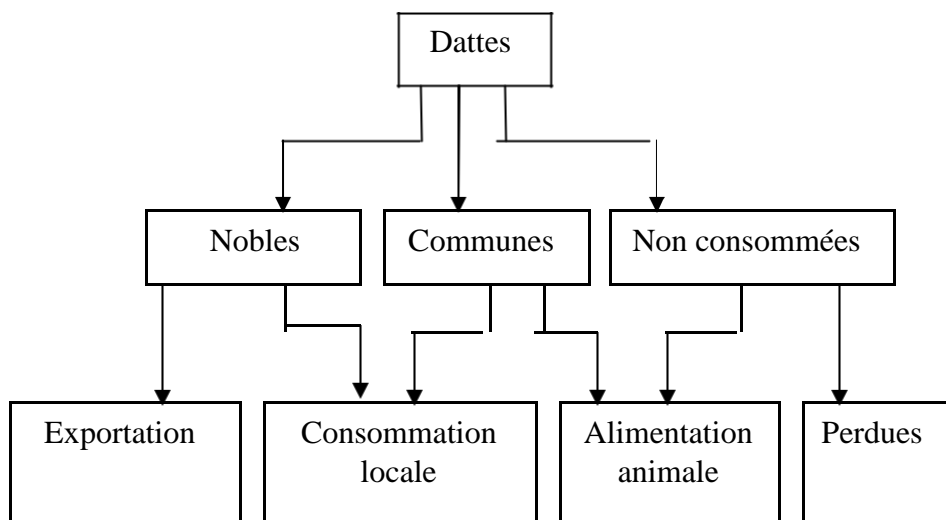 Dattes
Nobles
Communes
Non consommées
Exportation
Consommation
locale
Alimentation
animale
Perdues